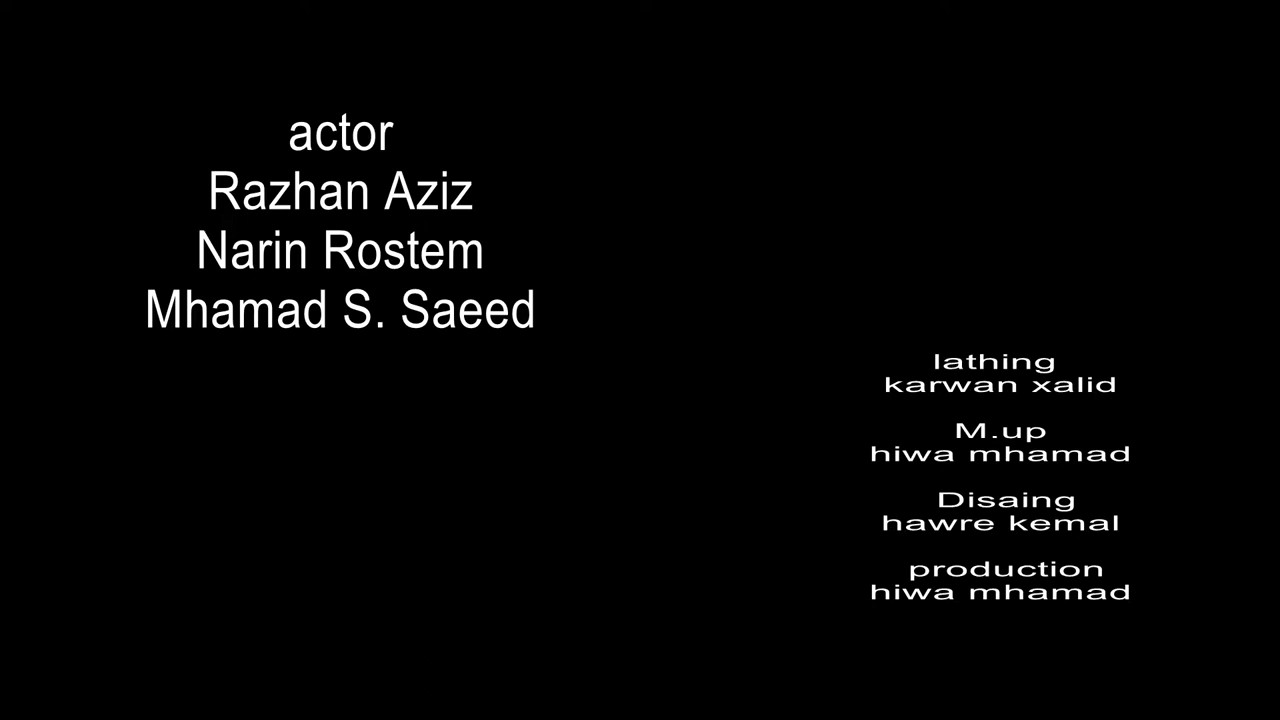 actor
Razhan Aziz
Narin Rostem
Mhamad S. Saeed
lathing
karwan xalid
M.up
hiwa mhamad
Disaing
hawre kemal
production
hiwa mhamad